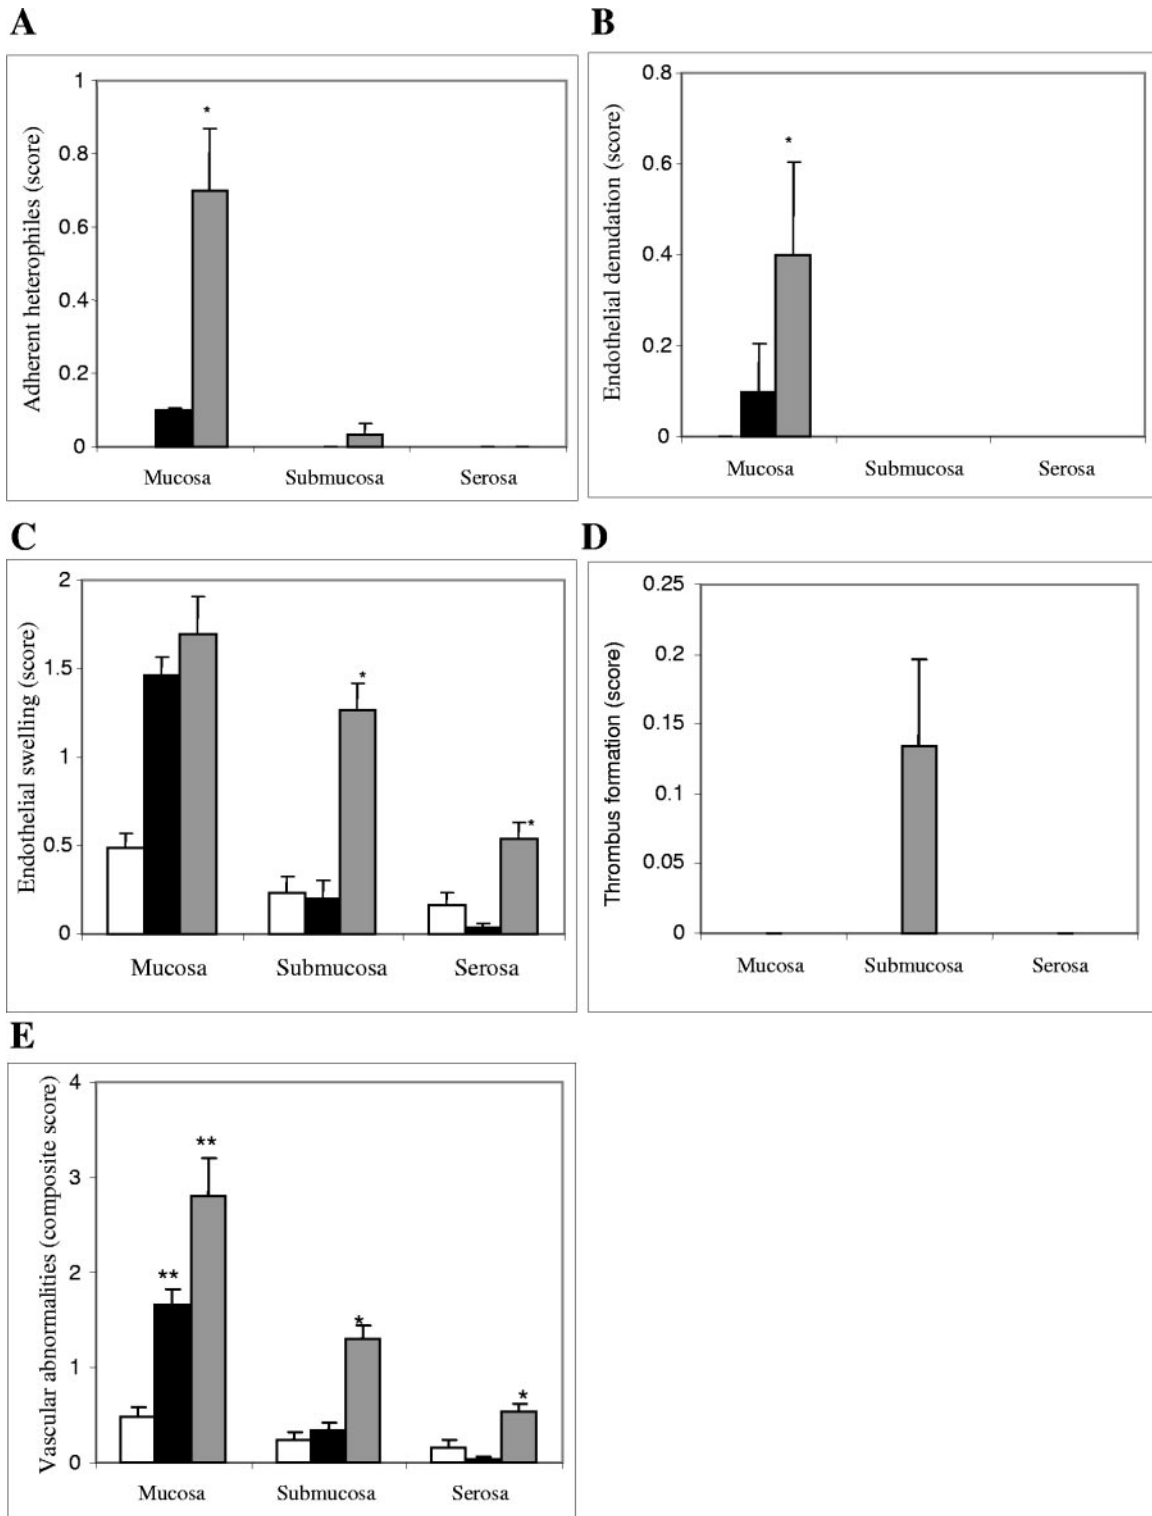 A
Adherent heterophiles (score)
1
0.8
0.6
0.4
0.2
0
*
Mucosa Submucosa Serosa
B
Endothelial denudation (score)
0.8
0.6
0.4
0.2
0
*
Mucosa Submucosa Serosa
C
Endothelial swelling (score)
2
1.5
1
0.5
0
*
*
Mucosa Submucosa Serosa
D
Thrombus formation (score)
0.25
0.2
0.15
0.1
0.05
0
Mucosa Submucosa Serosa
E
Vascular abnormalities (composite score)
4
3
2
1
0
**
**
*
*
Mucosa Submucosa Serosa